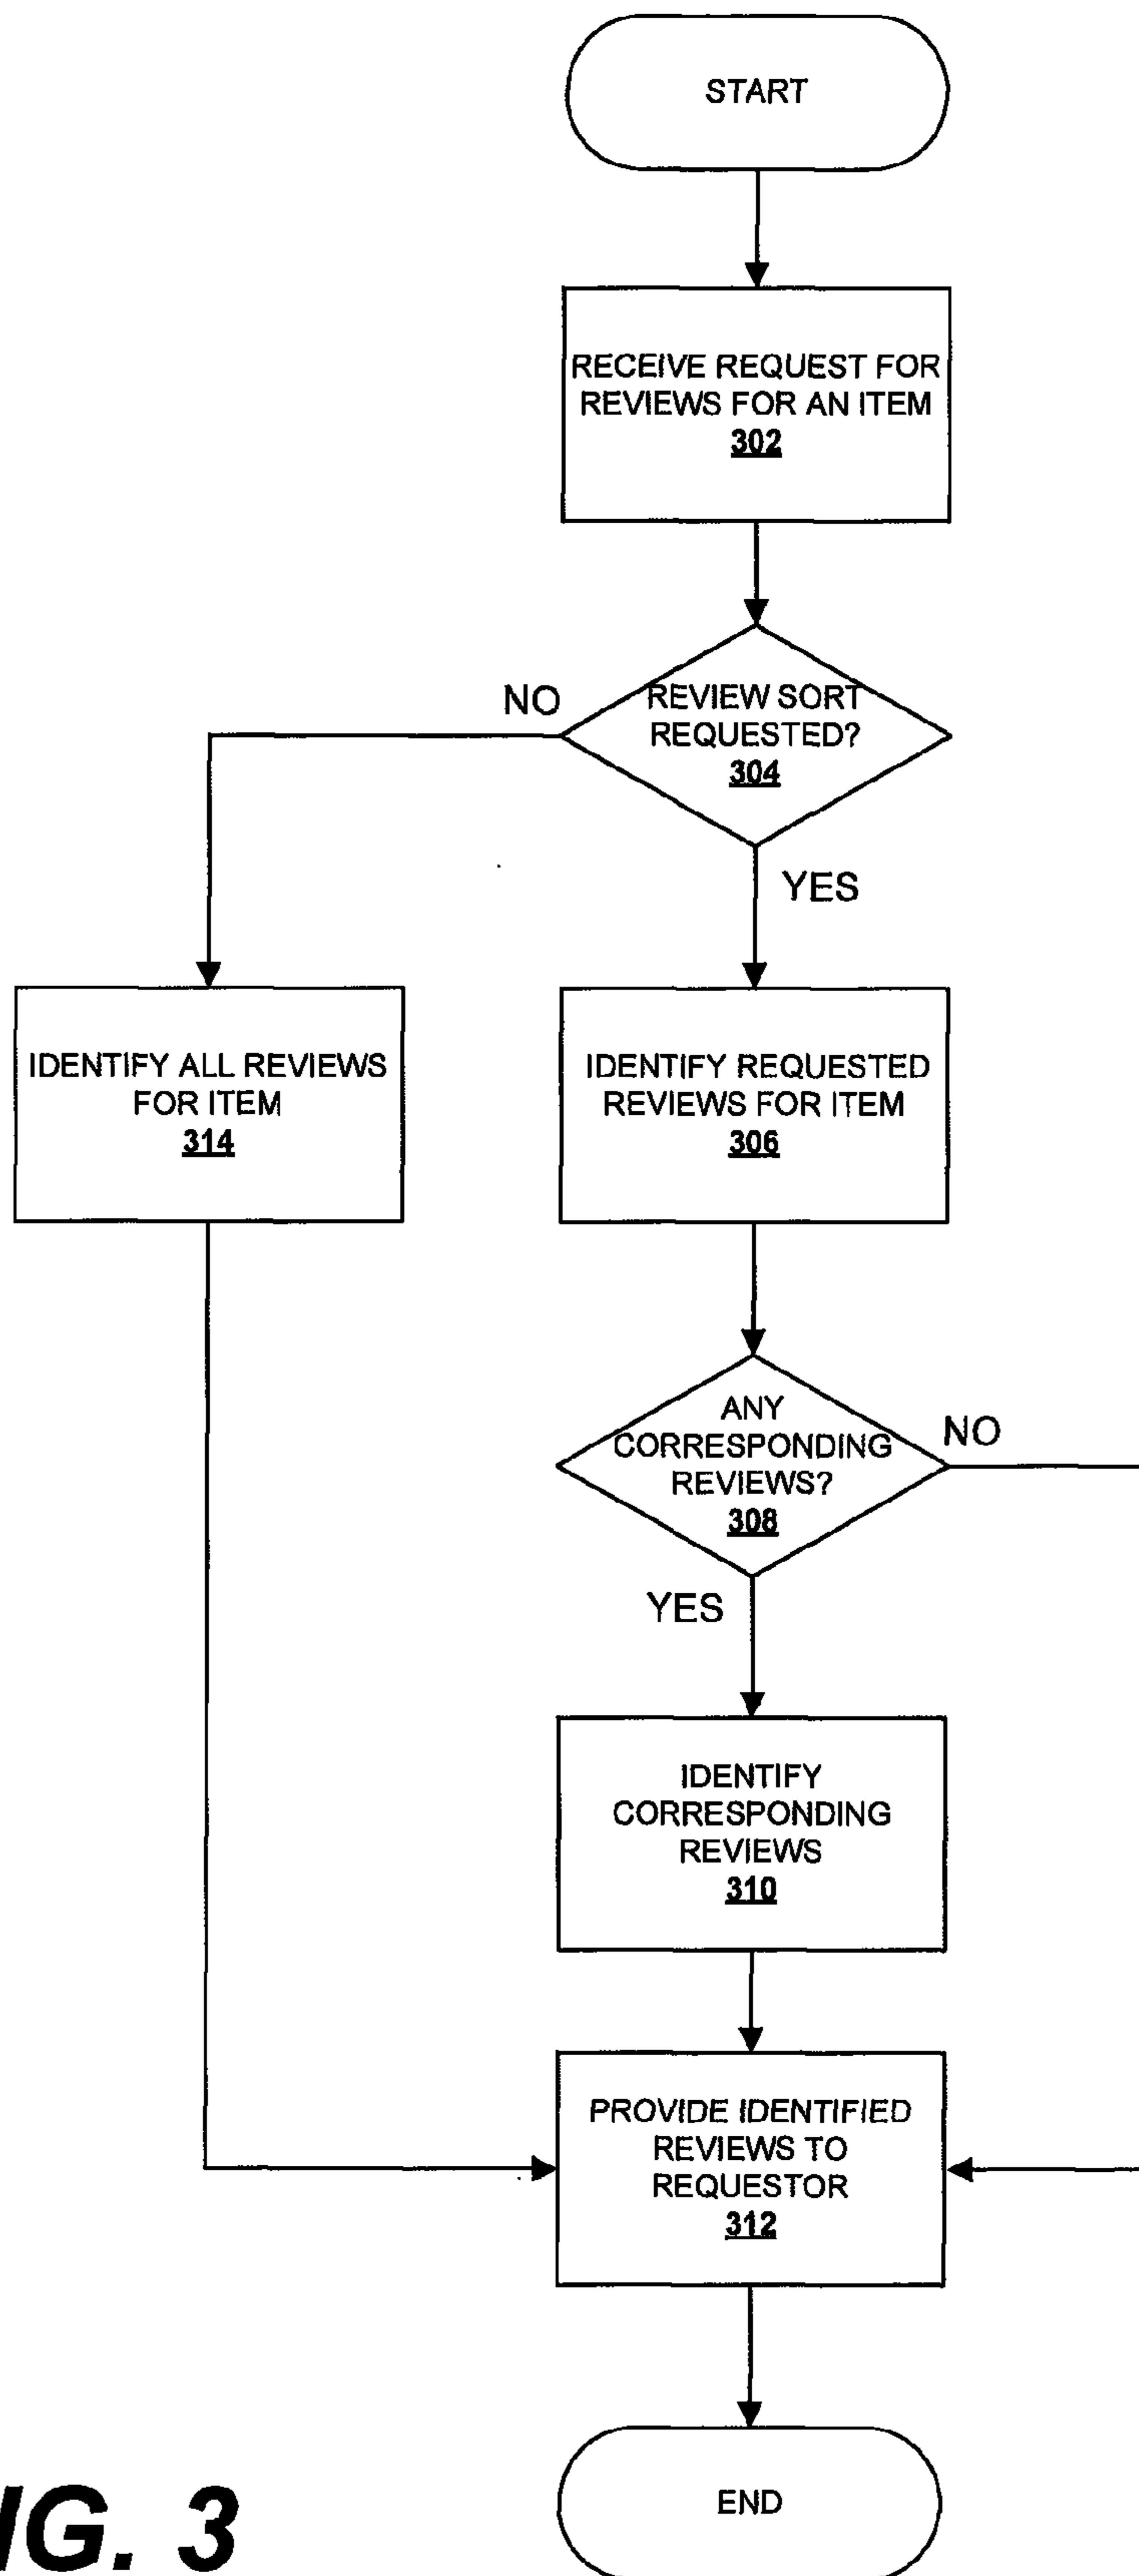 START
RECEIVE REQUEST FOR
REVIEWS FOR AN ITEM
302
NO
REVIEW SORT
REQUESTED?
304
YES
IDENTIFY ALL REVIEWS
FOR ITEM
314
IDENTIFY REQUESTED
REVIEWS FOR ITEM
306
ANY
CORRESPONDING
REVIEWS?
308
NO
YES
IDENTIFY
CORRESPONDING
REVIEWS
310
PROVIDE IDENTIFIED
REVIEWS TO
REQUESTOR
312
END
IG. 3